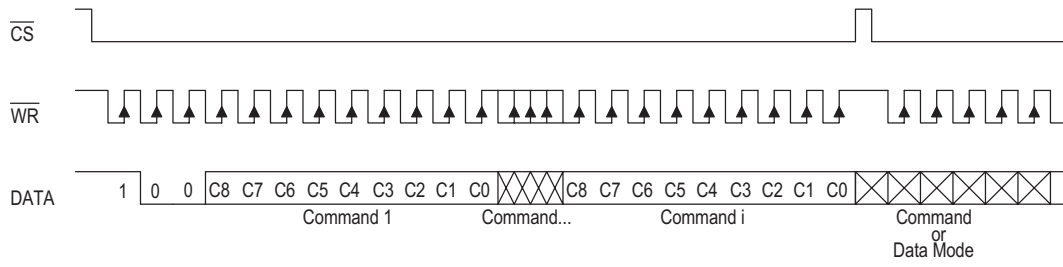 CS
WR
DATA 1 0 0 C8 C7 C6 C5 C4 C3 C2 C1 C0 C8 C7 C6 C5 C4 C3 C2 C1 C0
Command 1 Command... Command i Command
or
Data Mode